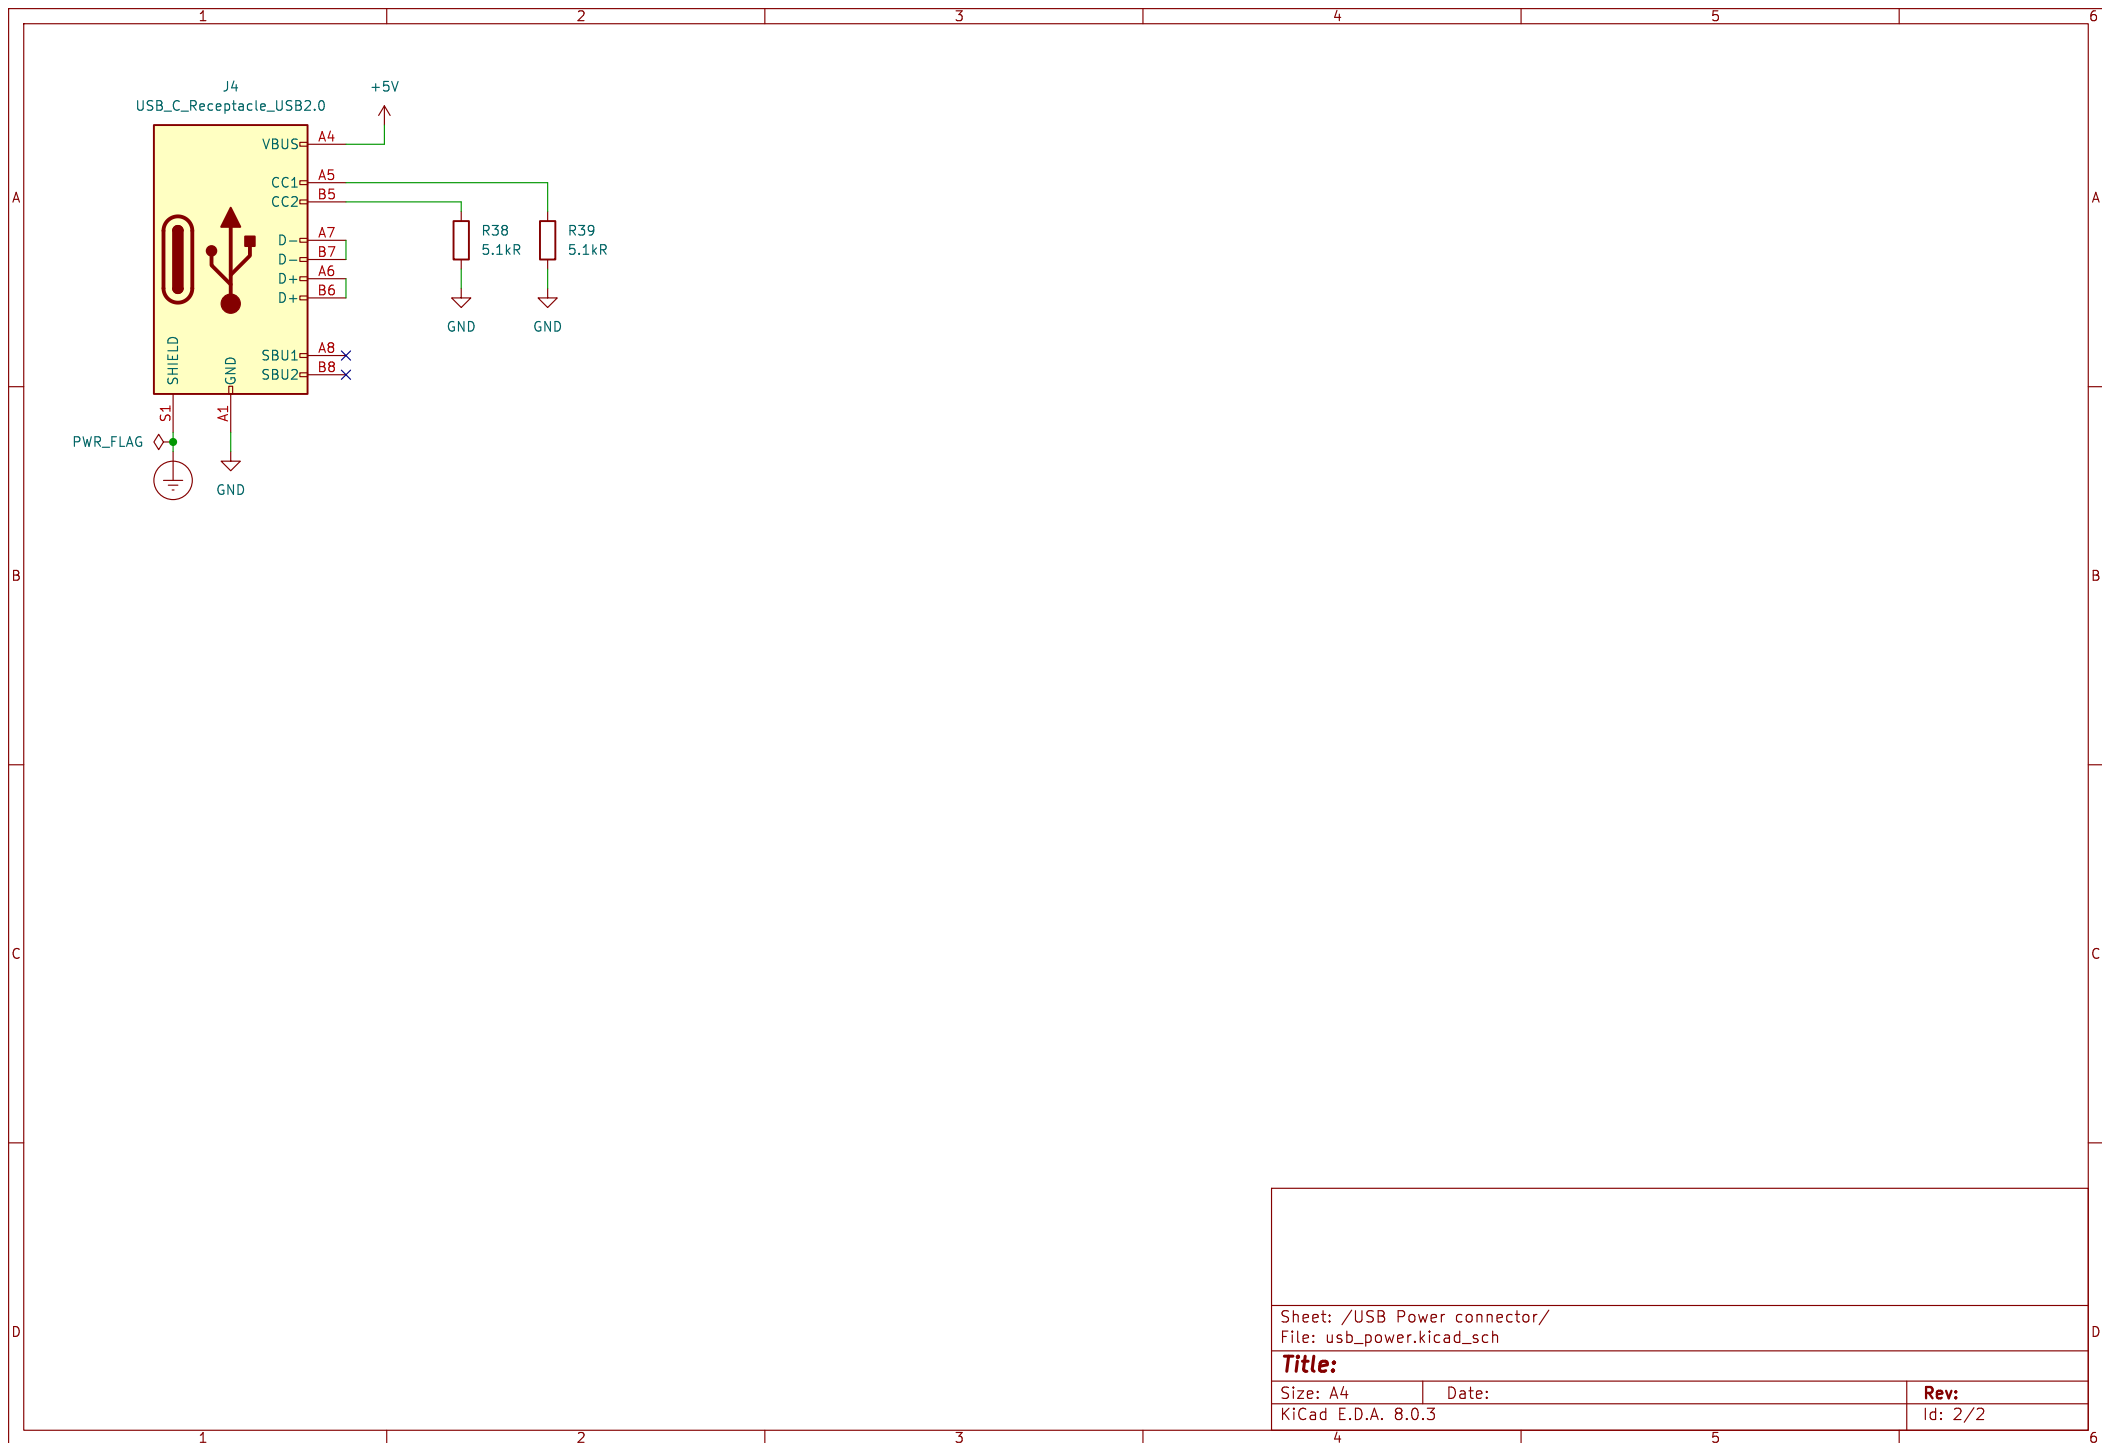 1 2 3 4 5 6
J4
USB_C_Receptacle_USB2.0
+5V
VBUS A4
CC1 A5
CC2 B5
D- A7
D- B7
D+ A6
D+ B6
SBU1 A8
SBU2 B8
SHIELD
GND
S1
A1
R38
5.1kR
R39
5.1kR
GND
GND
PWR_FLAG
GND
A A
B B
C C
D D
Sheet: /USB Power connector/
File: usb_power.kicad_sch
Title:
Size: A4 Date: Rev:
KiCad E.D.A. 8.0.3 Id: 2/2
1 2 3 4 5 6